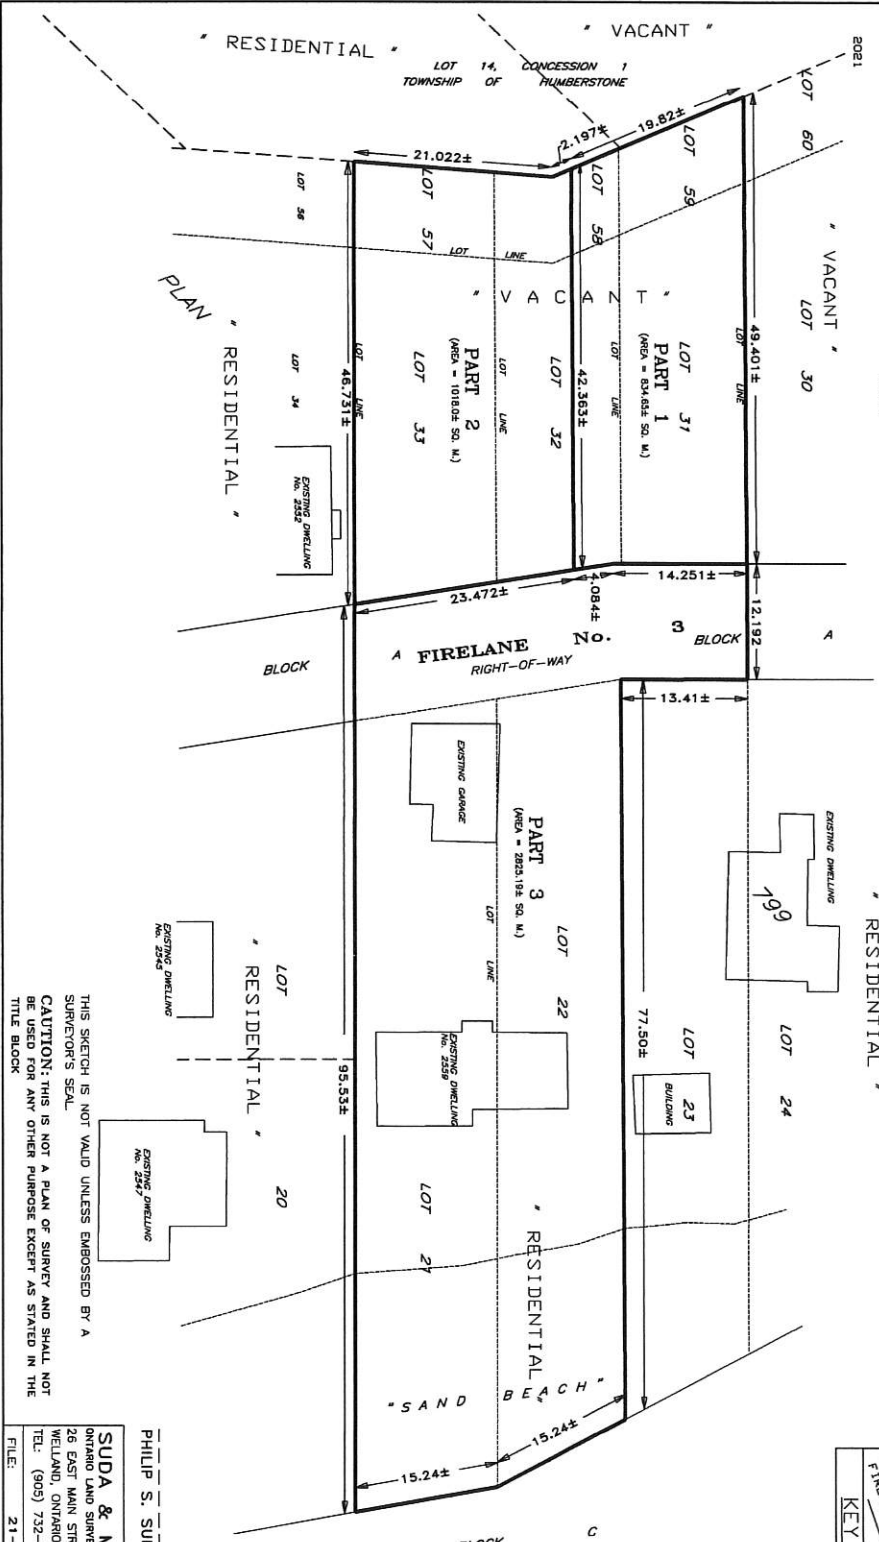 2021
" RESIDENTIAL "
" VACANT "
LOT 14, CONCESSION 1
TOWNSHIP OF HUMBERSTONE
LOT 60
19.82±
2.197±
21.022±
LOT 59
LOT 58
LOT 57
LOT 56
LOT LINE
" VACANT "
" VACANT "
PLAN
LOT 30
49.401±
LOT LINE
LOT 31
PART 1
(AREA = 834.65± SQ. M.)
LOT LINE
42.363±
LOT 32
LOT LINE
PART 2
(AREA = 1018.0± SQ. M.)
LOT 33
LOT LINE
46.731±
LOT 34
" RESIDENTIAL "
EXISTING DWELLING
No. 2552
14.251±
4.084±
23.472±
12.192
BLOCK A FIRELANE No. 3 BLOCK A
RIGHT-OF-WAY
13.41±
EXISTING GARAGE
PART 3
(AREA = 2825.19± SQ. M.)
LOT LINE
LOT 22
EXISTING DWELLING
199
" RESIDENTIAL "
77.50±
LOT 23
BUILDING
LOT 24
EXISTING DWELLING
No. 2559
EXISTING DWELLING
No. 2545
LOT 20
" RESIDENTIAL "
95.53±
EXISTING DWELLING
No. 2547
LOT 21
" RESIDENTIAL "
" SAND BEACH "
15.24±
15.24±
BLOCK C
KEY
THIS SKETCH IS NOT VALID UNLESS EMBOSSED BY A
SURVEYOR'S SEAL
CAUTION: THIS IS NOT A PLAN OF SURVEY AND SHALL NOT
BE USED FOR ANY OTHER PURPOSE EXCEPT AS STATED IN THE
TITLE BLOCK
PHILIP S. SU
SUDA & M
ONTARIO LAND SURVE
26 EAST MAIN STR
WELLAND, ONTARIO
TEL: (905) 732-
FILE: 21-